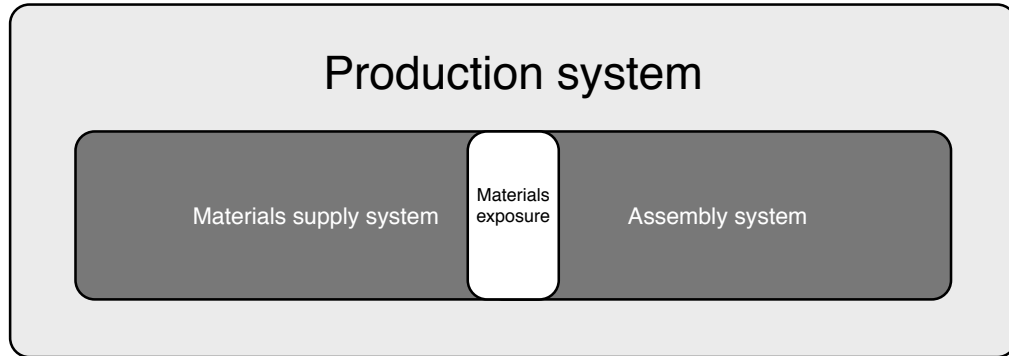 Production system
Materials supply system
Materials
exposure
Assembly system